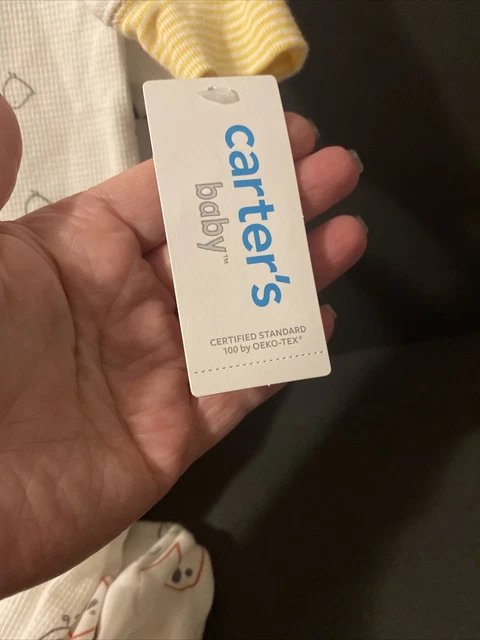 carter's
baby™
CERTIFIED STANDARD
100 by OEKO-TEX®